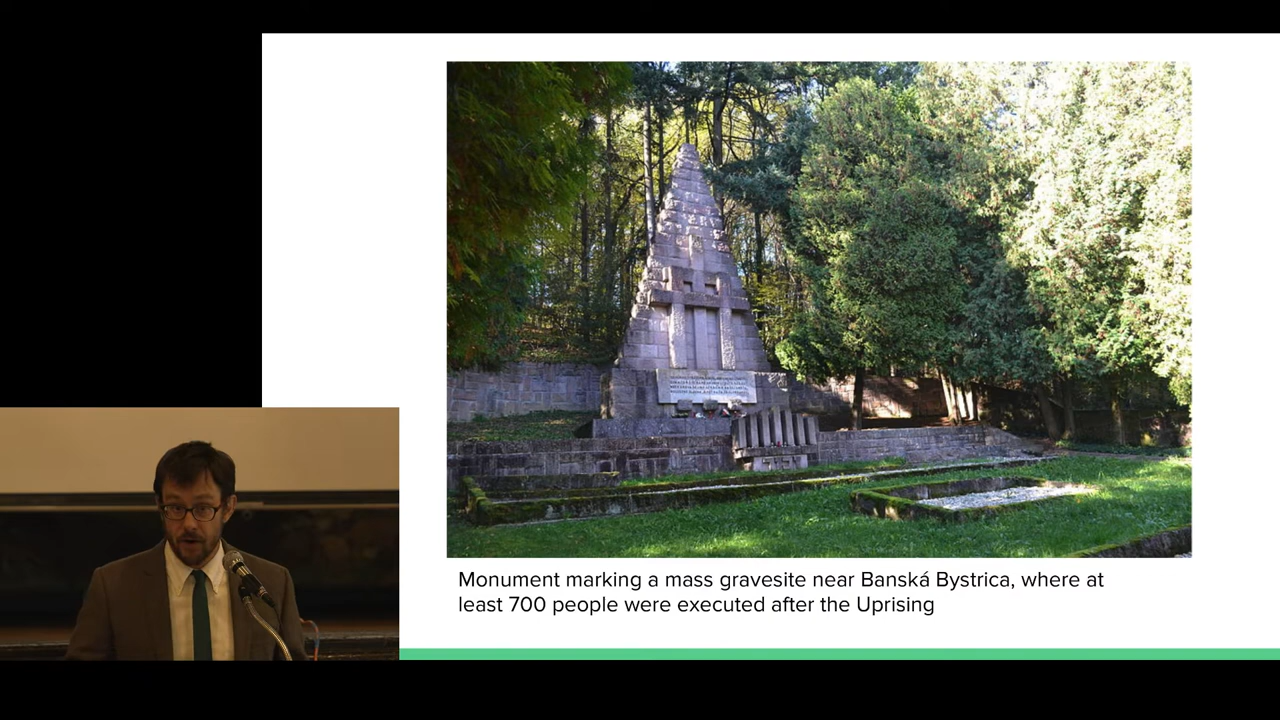 Monument marking a mass gravesite near Banská Bystrica, where at
least 700 people were executed after the Uprising